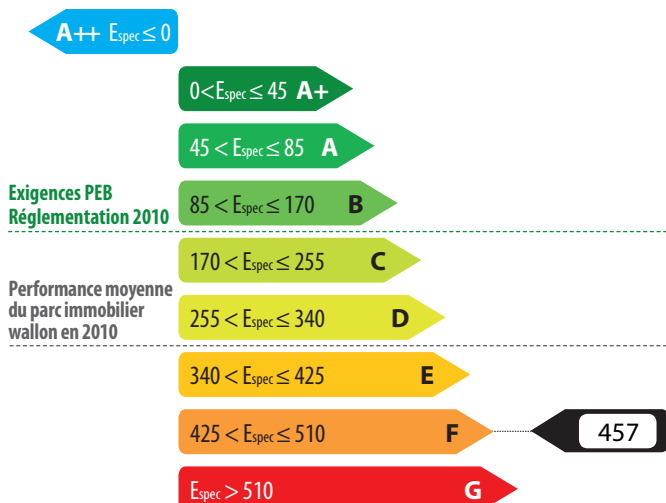 A++ Espec ≤ 0
0<Espec ≤ 45 A+
45 < Espec ≤ 85 A
Exigences PEB
Réglementation 2010
85 < Espec ≤ 170 B
170 < Espec ≤ 255 C
Performance moyenne
du parc immobilier
wallon en 2010
255 < Espec ≤ 340 D
340 < Espec ≤ 425 E
425 < Espec ≤ 510 F
457
Espec > 510 G